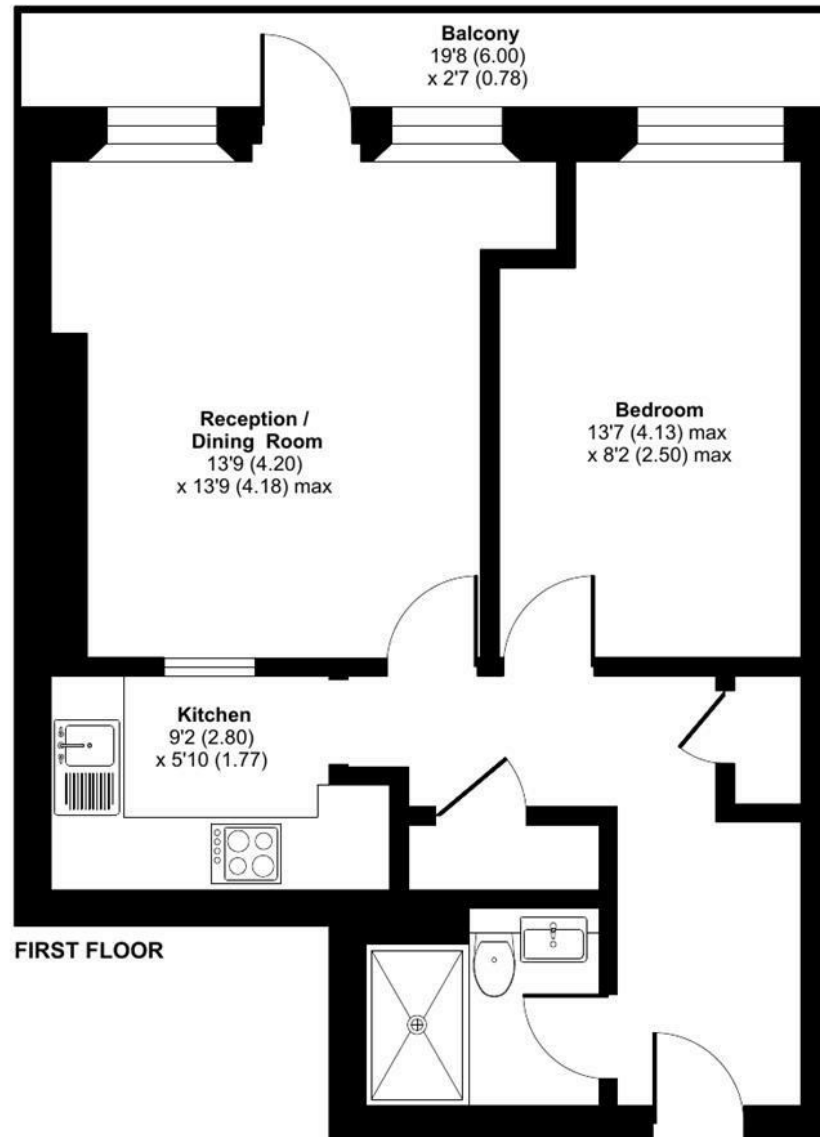 Balcony
19'8 (6.00)
x 2'7 (0.78)
Reception /
Dining Room
13'9 (4.20)
x 13'9 (4.18) max
Bedroom
13'7 (4.13) max
x 8'2 (2.50) max
Kitchen
9'2 (2.80)
x 5'10 (1.77)
FIRST FLOOR